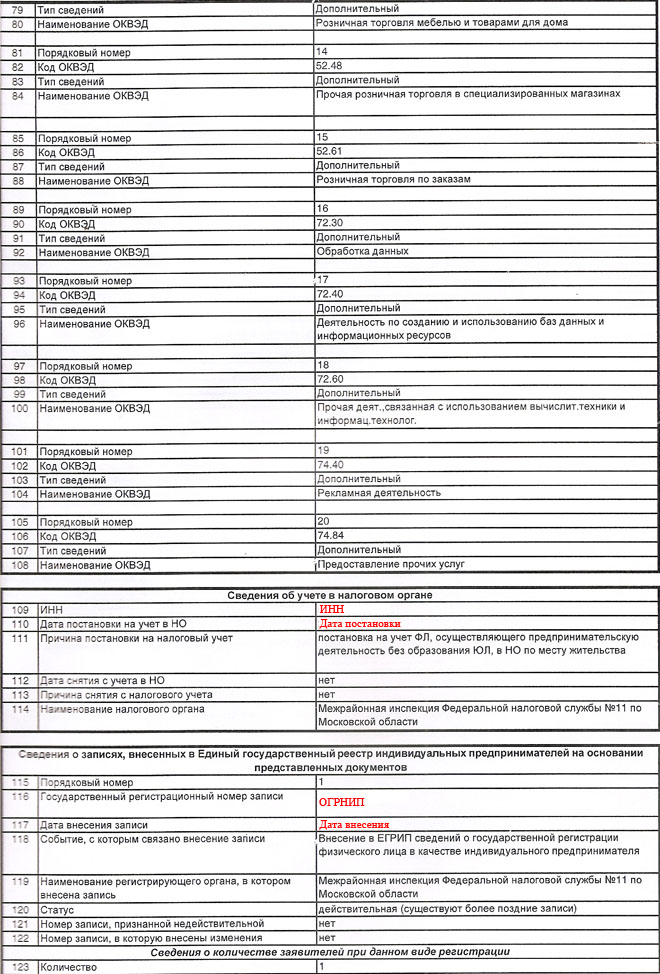 79 Тип сведений Дополнительный
80 Наименование ОКВЭД Розничная торговля мебелью и товарами для дома
81 Порядковый номер 14
82 Код ОКВЭД 52.48
83 Тип сведений Дополнительный
84 Наименование ОКВЭД Прочая розничная торговля в специализированных магазинах
85 Порядковый номер 15
86 Код ОКВЭД 52.61
87 Тип сведений Дополнительный
88 Наименование ОКВЭД Розничная торговля по заказам
89 Порядковый номер 16
90 Код ОКВЭД 72.30
91 Тип сведений Дополнительный
92 Наименование ОКВЭД Обработка данных
93 Порядковый номер 17
94 Код ОКВЭД 72.40
95 Тип сведений Дополнительный
96 Наименование ОКВЭД Деятельность по созданию и использованию баз данных и
информационных ресурсов
97 Порядковый номер 18
98 Код ОКВЭД 72.60
99 Тип сведений Дополнительный
100 Наименование ОКВЭД Прочая деят.,связанная с использованием вычислит.техники и
информац.технолог.
101 Порядковый номер 19
102 Код ОКВЭД 74.40
103 Тип сведений Дополнительный
104 Наименование ОКВЭД Рекламная деятельность
105 Порядковый номер 20
106 Код ОКВЭД 74.84
107 Тип сведений Дополнительный
108 Наименование ОКВЭД Предоставление прочих услуг
Сведения об учете в налоговом органе
109 ИНН ИНН
110 Дата постановки на учет в НО Дата постановки
111 Причина постановки на налоговый учет постановка на учет ФЛ, осуществляющего предпринимательскую
деятельность без образования ЮЛ, в НО по месту жительства
112 Дата снятия с учета в НО нет
113 Причина снятия с налогового учета нет
114 Наименование налогового органа Межрайонная инспекция Федеральной налоговой службы №11 по
Московской области
Сведения о записях, внесенных в Единый государственный реестр индивидуальных предпринимателей на основании
представленных документов
115 Порядковый номер 1
116 Государственный регистрационный номер записи ОГРНИП
117 Дата внесения записи Дата внесения
118 Событие, с которым связано внесение записи Внесение в ЕГРИП сведений о государственной регистрации
физического лица в качестве индивидуального предпринимателя
119 Наименование регистрирующего органа, в котором Межрайонная инспекция Федеральной налоговой службы №11 по
внесена запись Московской области
120 Статус действительная (существуют более поздние записи)
121 Номер записи, признанной недействительной нет
122 Номер записи, в которую внесены изменения нет
Сведения о количестве заявителей при данном виде регистрации
123 Количество 1